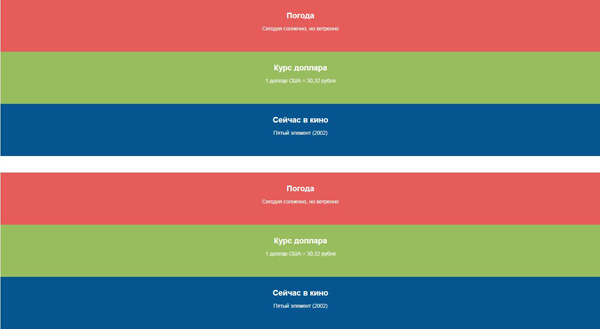 Погода
Сегодня солнечно, но ветренно
Курс доллара
1 доллар США = 30,32 рубля
Сейчас в кино
Пятый элемент (2002)
Погода
Сегодня солнечно, но ветренно
Курс доллара
1 доллар США = 30,32 рубля
Сейчас в кино
Пятый элемент (2002)